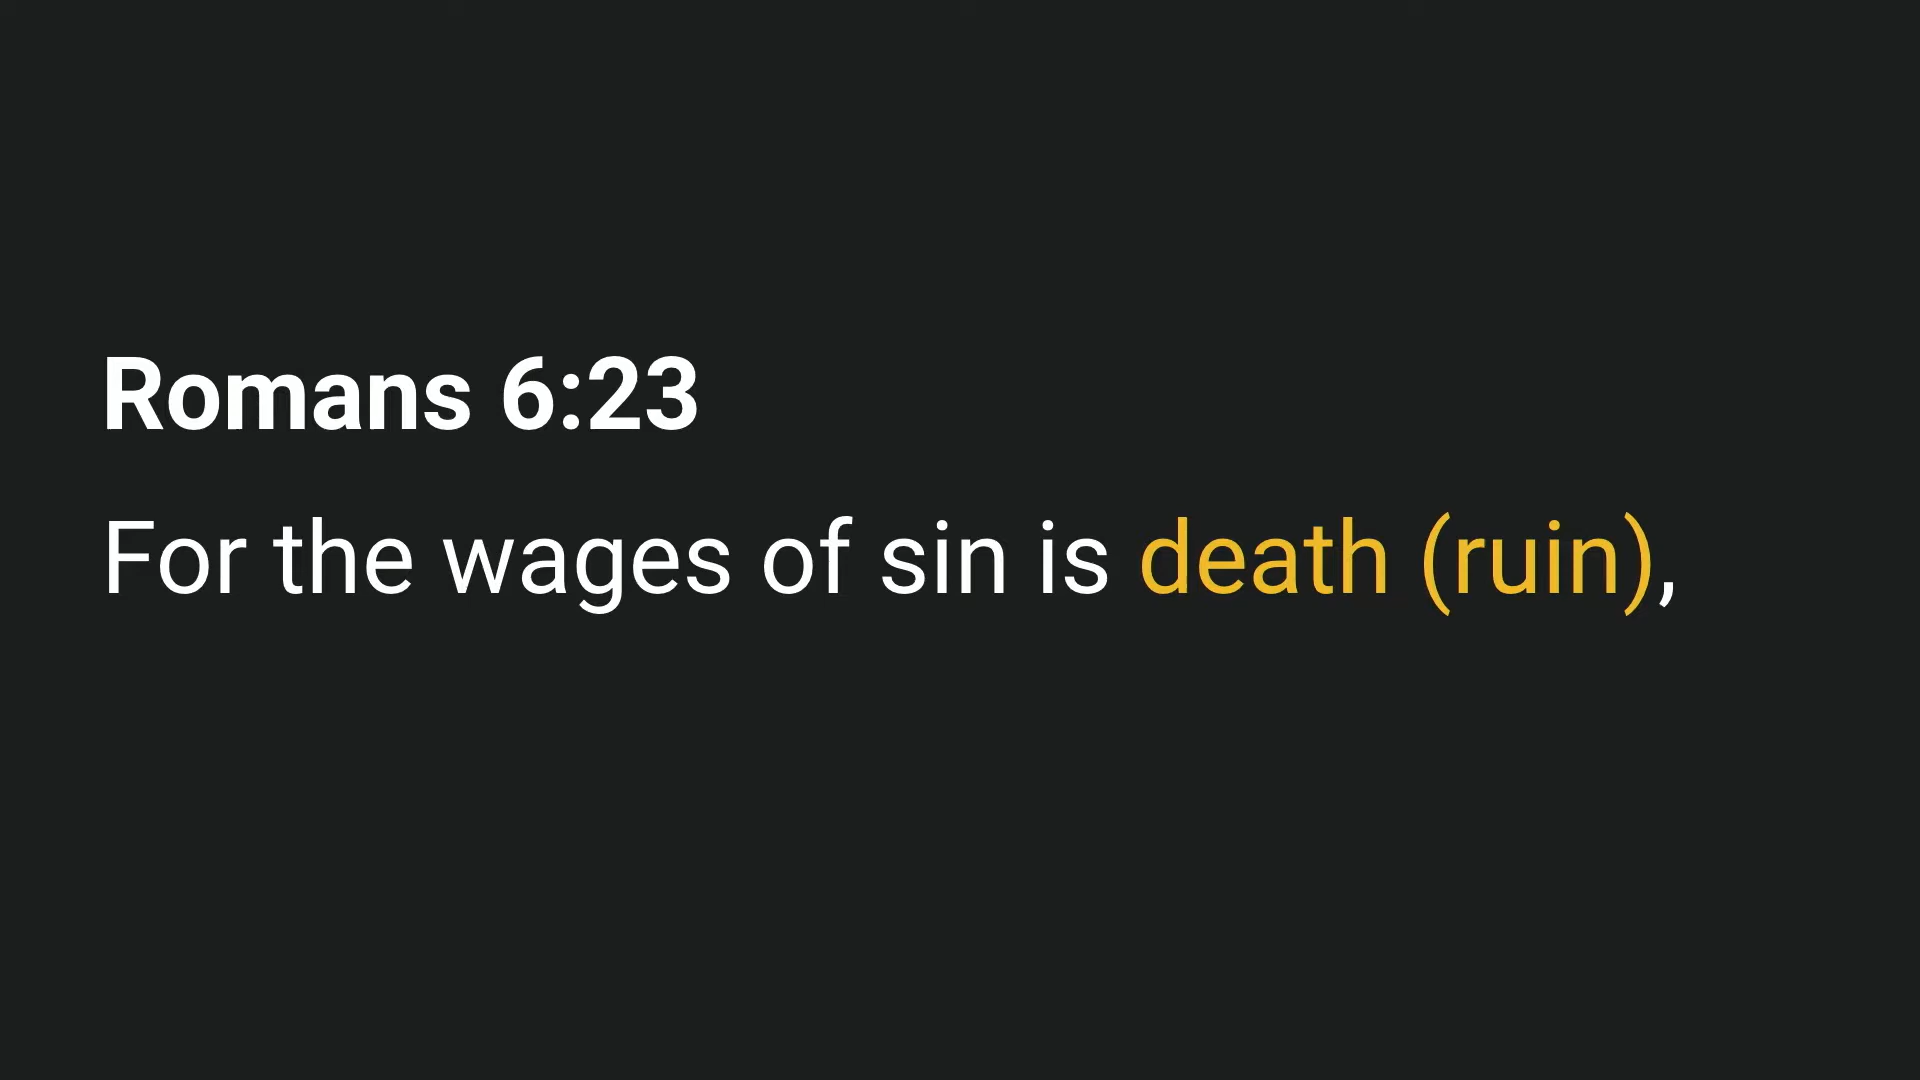 Romans 6:23
For the wages of sin is death (ruin),